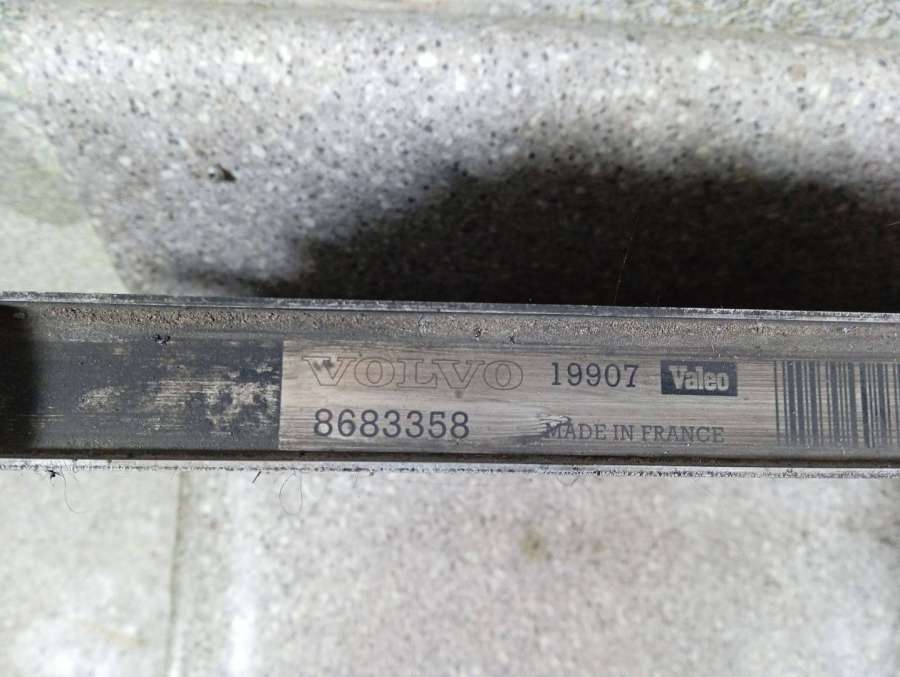 VOLVO 19907 Valeo
8683358 MADE IN FRANCE